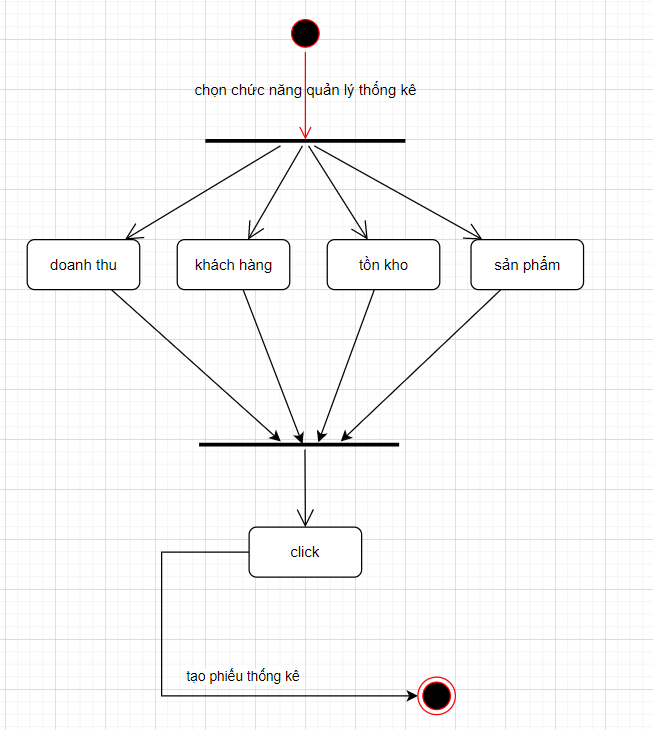 chọn chức năng quản lý thống kê
doanh thu
khách hàng
tồn kho
sản phẩm
click
tạo phiếu thống kê